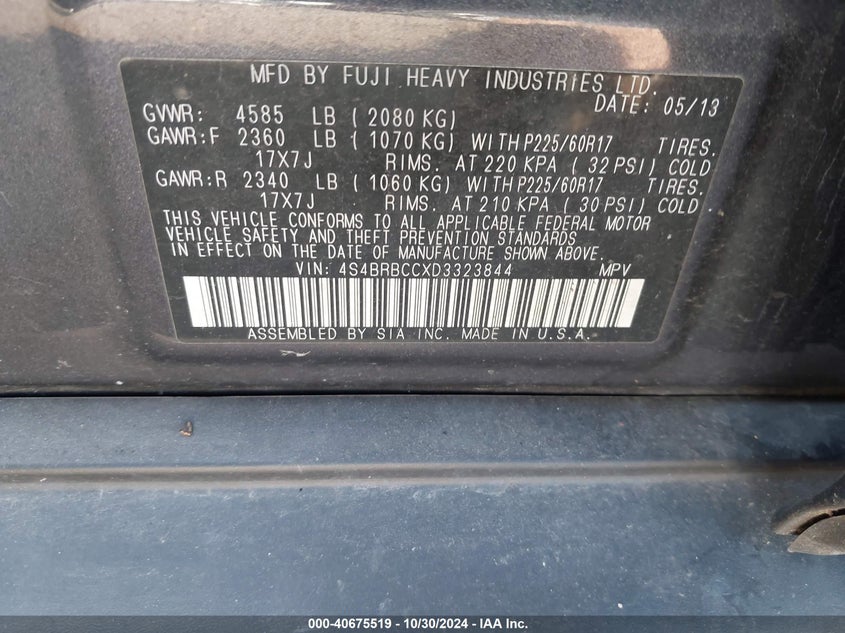 MFD BY FUJI HEAVY INDUSTRIES LTD.
DATE: 05/13
GVWR: 4585 LB ( 2080 KG)
GAWR:F 2360 LB ( 1070 KG) WITH P225/60R17 TIRES.
17X7J RIMS. AT 220 KPA ( 32 PSI) COLD
GAWR:R 2340 LB ( 1060 KG) WITH P225/60R17 TIRES.
17X7J RIMS. AT 210 KPA ( 30 PSI) COLD.
THIS VEHICLE CONFORMS TO ALL APPLICABLE FEDERAL MOTOR
VEHICLE SAFETY AND THEFT PREVENTION STANDARDS
IN EFFECT ON THE DATE OF MANUFACTURE SHOWN ABOVE.
VIN: 4S4BRBCCXD3323844 MPV
ASSEMBLED BY SIA INC. MADE IN U.S.A.
000-40675519 - 10/30/2024 - IAA Inc.